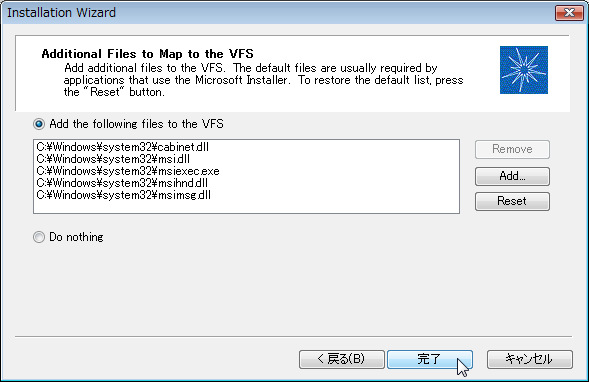 Installation Wizard
Additional Files to Map to the VFS
Add additional files to the VFS. The default files are usually required by
applications that use the Microsoft Installer. To restore the default list, press
the "Reset" button.
Add the following files to the VFS
C:¥Windows¥system32¥cabinet.dll
C:¥Windows¥system32¥msi.dll
C:¥Windows¥system32¥msiexec.exe
C:¥Windows¥system32¥msihnd.dll
C:¥Windows¥system32¥msimsg.dll
Remove
Add...
Reset
Do nothing
< 戻る(B)
完了
キャンセル